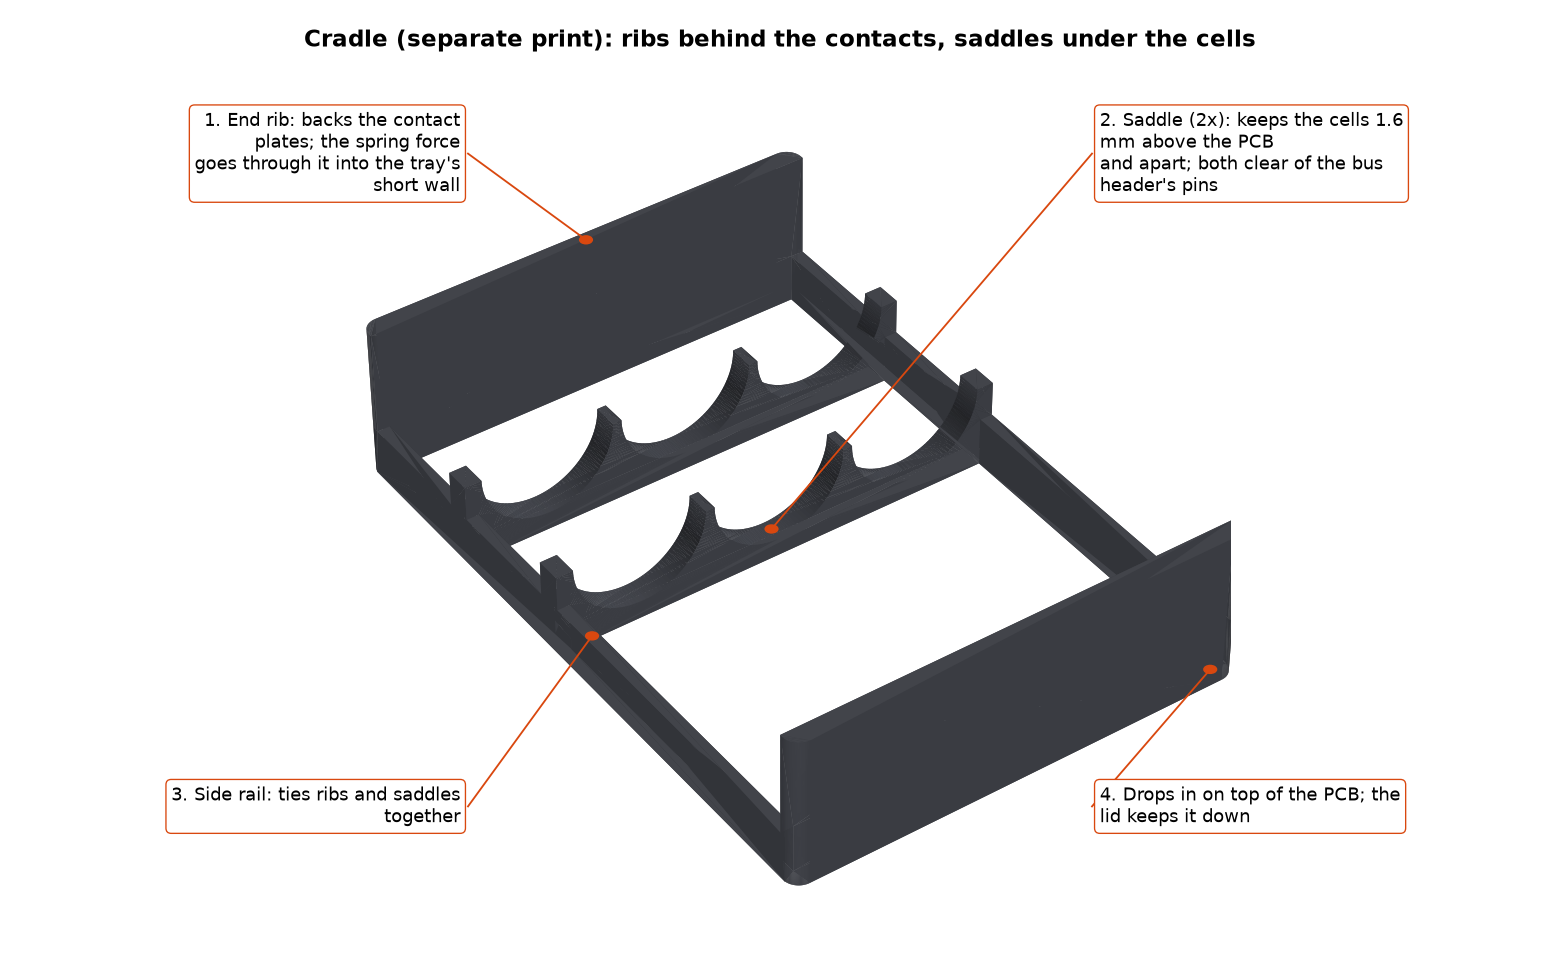 Cradle (separate print): ribs behind the contacts, saddles under the cells
1. End rib: backs the contact
plates; the spring force
goes through it into the tray's
short wall
2. Saddle (2x): keeps the cells 1.6
mm above the PCB
and apart; both clear of the bus
header's pins
3. Side rail: ties ribs and saddles
together
4. Drops in on top of the PCB; the
lid keeps it down